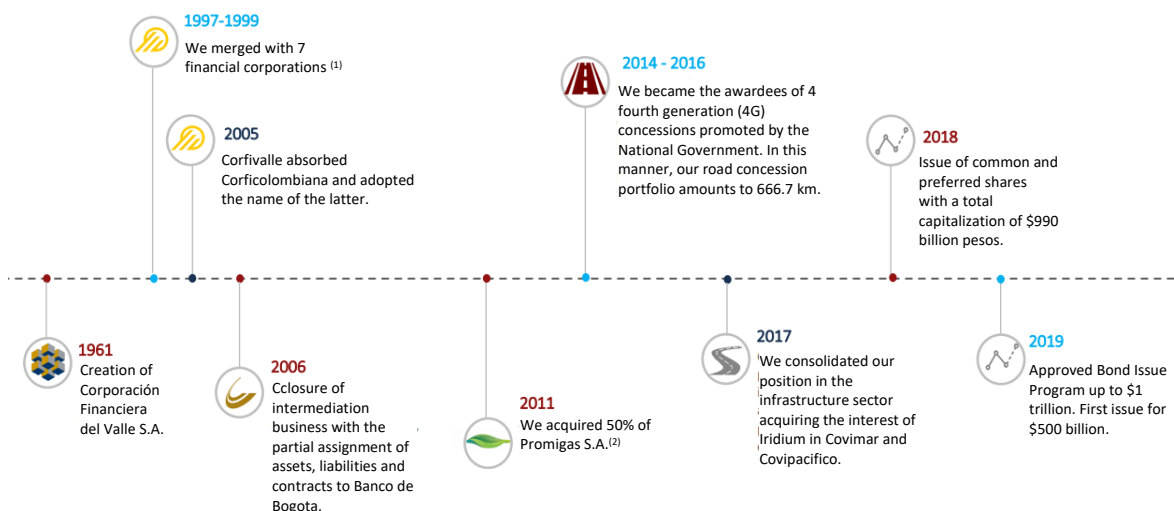 1997-1999
We merged with 7
financial corporations (1)
2005
Corfivalle absorbed
Corficolombiana and adopted
the name of the latter.
2014 - 2016
We became the awardees of 4
fourth generation (4G)
concessions promoted by the
National Government. In this
manner, our road concession
portfolio amounts to 666.7 km.
2018
Issue of common and
preferred shares
with a total
capitalization of $990
billion pesos.
1961
Creation of
Corporación
Financiera
del Valle S.A.
2006
Cclosure of
intermediation
business with the
partial assignment of
assets, liabilities and
contracts to Banco de
Bogota.
2011
We acquired 50% of
Promigas S.A.(2)
2017
We consolidated our
position in the
infrastructure sector
acquiring the interest of
Iridium in Covimar and
Covipacifico.
2019
Approved Bond Issue
Program up to $1
trillion. First issue for
$500 billion.